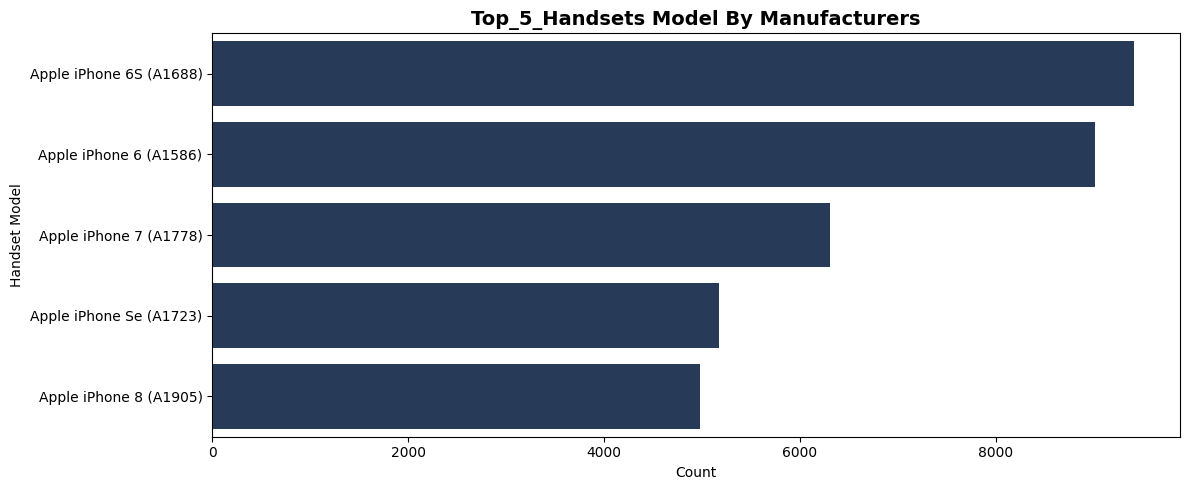 Top_5_Handsets Model By Manufacturers
Handset Model
Apple iPhone 6S (A1688)
Apple iPhone 6 (A1586)
Apple iPhone 7 (A1778)
Apple iPhone Se (A1723)
Apple iPhone 8 (A1905)
0 2000 4000 6000 8000
Count